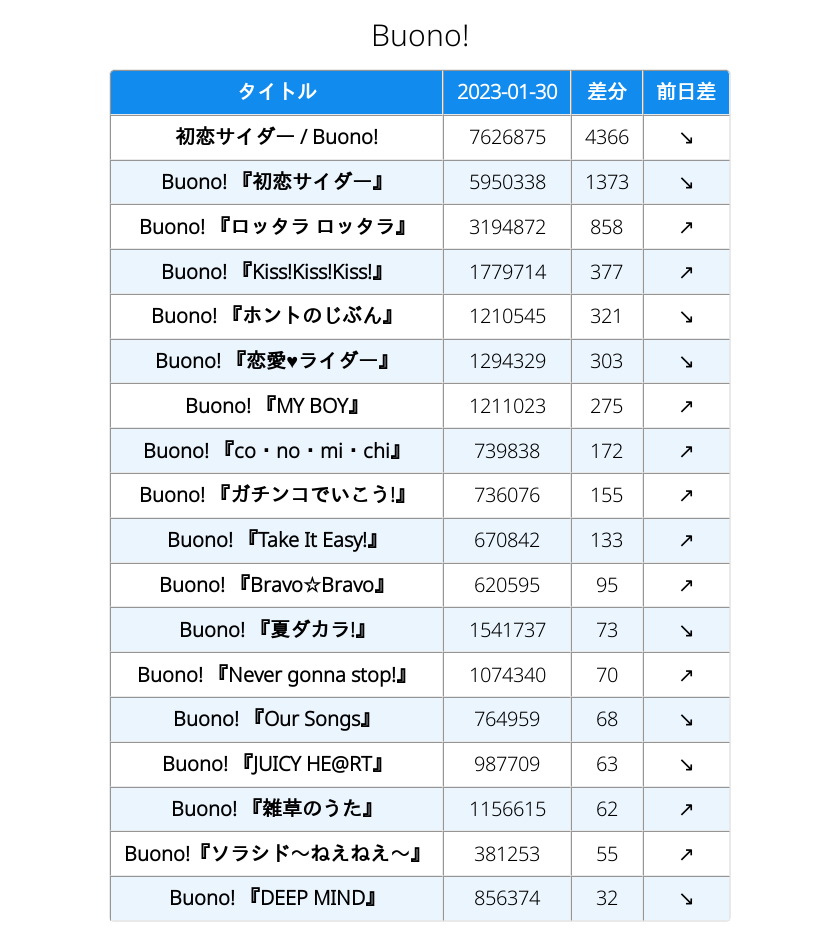 Buono!
タイトル 2023-01-30 差分 前日差
初恋サイダー / Buono! 7626875 4366 ↘
Buono! 『初恋サイダー』 5950338 1373 ↘
Buono! 『ロッタラ ロッタラ』 3194872 858 ↗
Buono! 『Kiss!Kiss!Kiss!』 1779714 377 ↗
Buono! 『ホントのじぶん』 1210545 321 ↘
Buono! 『恋愛♥ライダー』 1294329 303 ↘
Buono! 『MY BOY』 1211023 275 ↗
Buono! 『co・no・mi・chi』 739838 172 ↗
Buono! 『ガチンコでいこう!』 736076 155 ↗
Buono! 『Take It Easy!』 670842 133 ↗
Buono! 『Bravo☆Bravo』 620595 95 ↗
Buono! 『夏ダカラ!』 1541737 73 ↘
Buono! 『Never gonna stop!』 1074340 70 ↗
Buono! 『Our Songs』 764959 68 ↘
Buono! 『JUICY HE@RT』 987709 63 ↘
Buono! 『雑草のうた』 1156615 62 ↗
Buono!『ソラシド〜ねえねえ〜』 381253 55 ↗
Buono! 『DEEP MIND』 856374 32 ↘